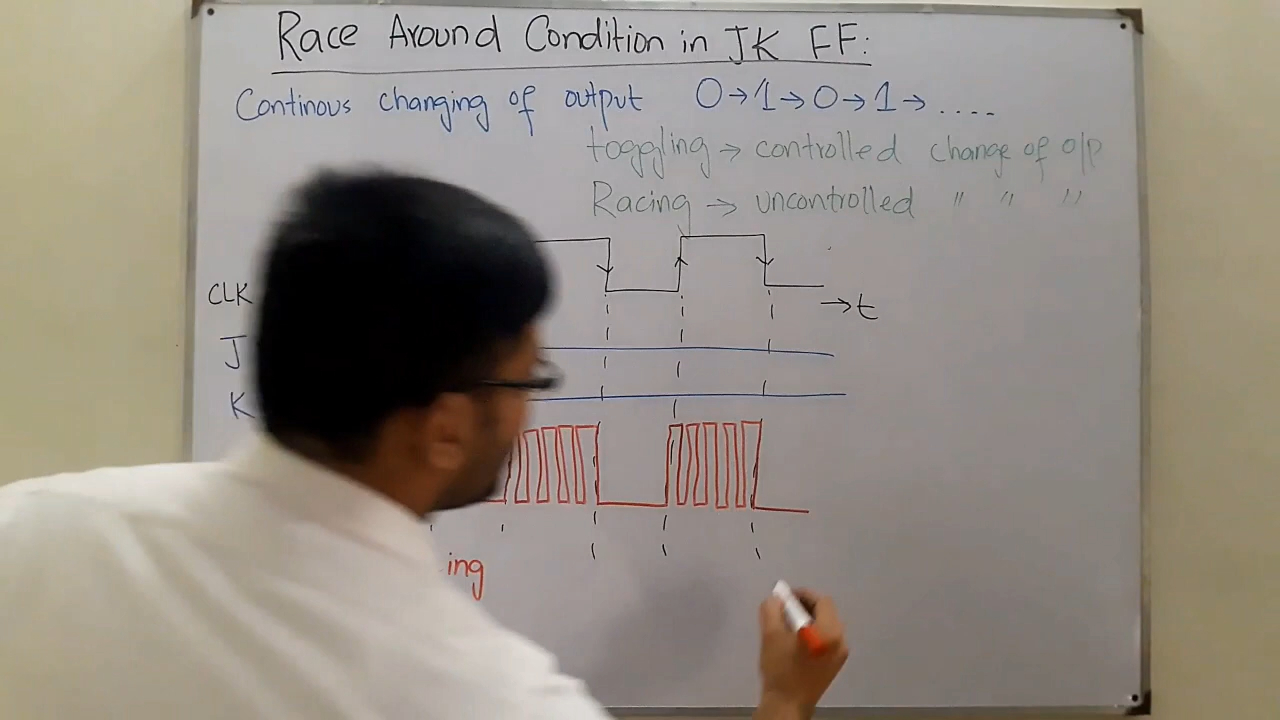 Race Around Condition in JK FF:
Continous changing of output 0→1→0→1→....
toggling → controlled change of o/p
Racing → uncontrolled " " "
CLK
→t
J
K
ing